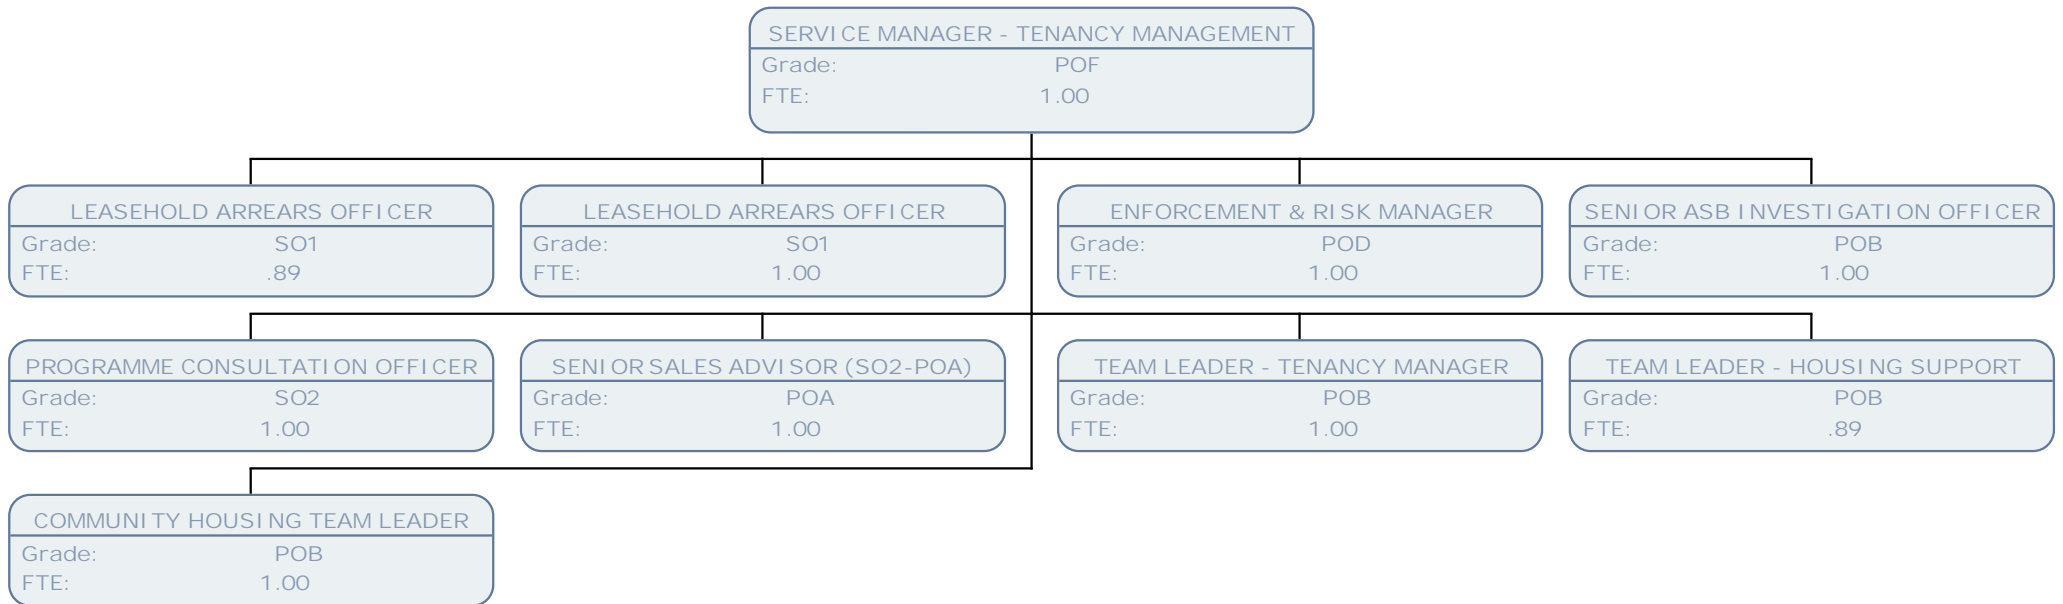 SERVICE MANAGER - TENANCY MANAGEMENT
Grade: POF
FTE: 1.00
LEASEHOLD ARREARS OFFICER
Grade: SO1
FTE: .89
LEASEHOLD ARREARS OFFICER
Grade: SO1
FTE: 1.00
ENFORCEMENT & RISK MANAGER
Grade: POD
FTE: 1.00
SENIOR ASB INVESTIGATION OFFICER
Grade: POB
FTE: 1.00
PROGRAMME CONSULTATION OFFICER
Grade: SO2
FTE: 1.00
SENIOR SALES ADVISOR (SO2-POA)
Grade: POA
FTE: 1.00
TEAM LEADER - TENANCY MANAGER
Grade: POB
FTE: 1.00
TEAM LEADER - HOUSING SUPPORT
Grade: POB
FTE: .89
COMMUNITY HOUSING TEAM LEADER
Grade: POB
FTE: 1.00